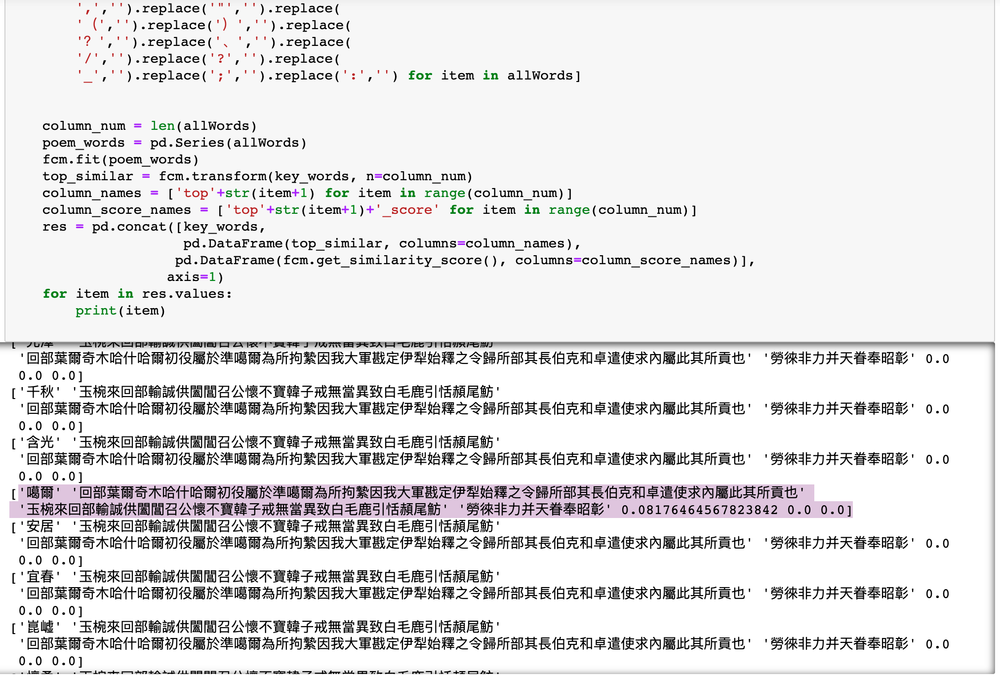 ',','').replace('"','').replace(
'（','').replace('）','').replace(
'？','').replace('、','').replace(
'/','').replace('?','').replace(
'_','').replace(';','').replace(':','') for item in allWords]
column_num = len(allWords)
poem_words = pd.Series(allWords)
fcm.fit(poem_words)
top_similar = fcm.transform(key_words, n=column_num)
column_names = ['top'+str(item+1) for item in range(column_num)]
column_score_names = ['top'+str(item+1)+'_score' for item in range(column_num)]
res = pd.concat([key_words,
pd.DataFrame(top_similar, columns=column_names),
pd.DataFrame(fcm.get_similarity_score(), columns=column_score_names)],
axis=1)
for item in res.values:
print(item)
'玉椀來回部輸誠供闔闔召公懷不寶韓子戒無當異致白毛鹿引恬頳尾魴'
'回部葉爾奇木哈什哈爾初役屬於準噶爾為所拘縶因我大軍戡定伊犁始釋之令歸所部其長伯克和卓遣使求內屬此其所貢也' '勞徠非力并天眷奉昭彰' 0.0
0.0 0.0]
['千秋' '玉椀來回部輸誠供闔闔召公懷不寶韓子戒無當異致白毛鹿引恬頳尾魴'
'回部葉爾奇木哈什哈爾初役屬於準噶爾為所拘縶因我大軍戡定伊犁始釋之令歸所部其長伯克和卓遣使求內屬此其所貢也' '勞徠非力并天眷奉昭彰' 0.0
0.0 0.0]
['含光' '玉椀來回部輸誠供闔闔召公懷不寶韓子戒無當異致白毛鹿引恬頳尾魴'
'回部葉爾奇木哈什哈爾初役屬於準噶爾為所拘縶因我大軍戡定伊犁始釋之令歸所部其長伯克和卓遣使求內屬此其所貢也' '勞徠非力并天眷奉昭彰' 0.0
0.0 0.0]
['噶爾' '回部葉爾奇木哈什哈爾初役屬於準噶爾為所拘縶因我大軍戡定伊犁始釋之令歸所部其長伯克和卓遣使求內屬此其所貢也'
'玉椀來回部輸誠供闔闔召公懷不寶韓子戒無當異致白毛鹿引恬頳尾魴' '勞徠非力并天眷奉昭彰' 0.08176464567823842 0.0 0.0]
['安居' '玉椀來回部輸誠供闔闔召公懷不寶韓子戒無當異致白毛鹿引恬頳尾魴'
'回部葉爾奇木哈什哈爾初役屬於準噶爾為所拘縶因我大軍戡定伊犁始釋之令歸所部其長伯克和卓遣使求內屬此其所貢也' '勞徠非力并天眷奉昭彰' 0.0
0.0 0.0]
['宜春' '玉椀來回部輸誠供闔闔召公懷不寶韓子戒無當異致白毛鹿引恬頳尾魴'
'回部葉爾奇木哈什哈爾初役屬於準噶爾為所拘縶因我大軍戡定伊犁始釋之令歸所部其長伯克和卓遣使求內屬此其所貢也' '勞徠非力并天眷奉昭彰' 0.0
0.0 0.0]
['崑崚' '玉椀來回部輸誠供闔闔召公懷不寶韓子戒無當異致白毛鹿引恬頳尾魴'
'回部葉爾奇木哈什哈爾初役屬於準噶爾為所拘縶因我大軍戡定伊犁始釋之令歸所部其長伯克和卓遣使求內屬此其所貢也' '勞徠非力并天眷奉昭彰' 0.0
0.0 0.0]